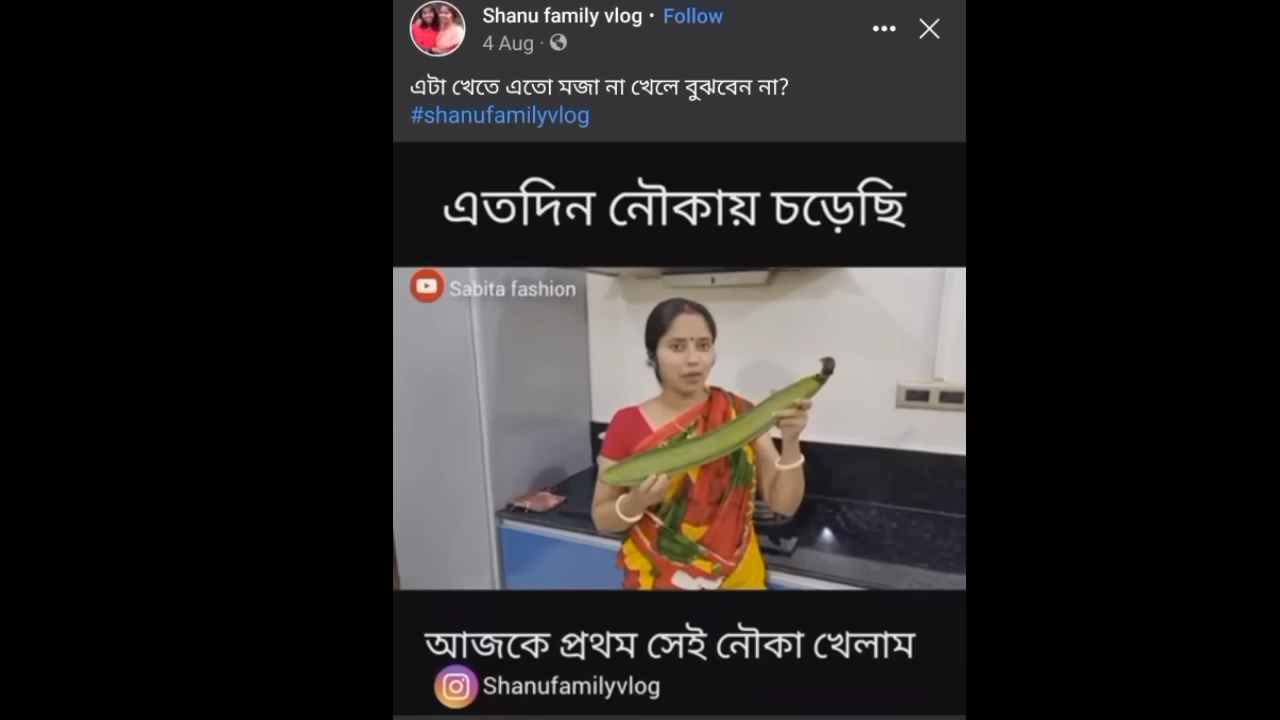 Shanu family vlog · Follow
4 Aug ·
এটা খেতে এতো মজা না খেলে বুঝবেন না?
#shanufamilyvlog
এতদিন নৌকায় চড়েছি
Sabita fashion
আজকে প্রথম সেই নৌকা খেলাম
Shanufamilyvlog